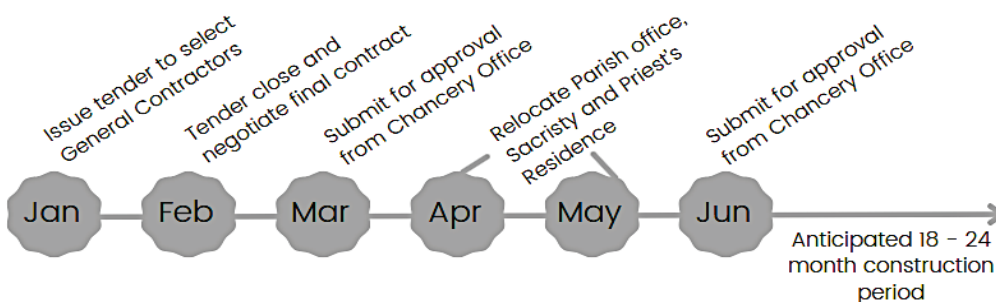 Issue tender to select
General Contractors
Tender close and
negotiate final contract
Submit for approval
from Chancery Office
Relocate Parish office,
Sacristy and Priest's
Residence
Submit for approval
from Chancery Office
Jan
Feb
Mar
Apr
May
Jun
Anticipated 18 - 24
month construction
period